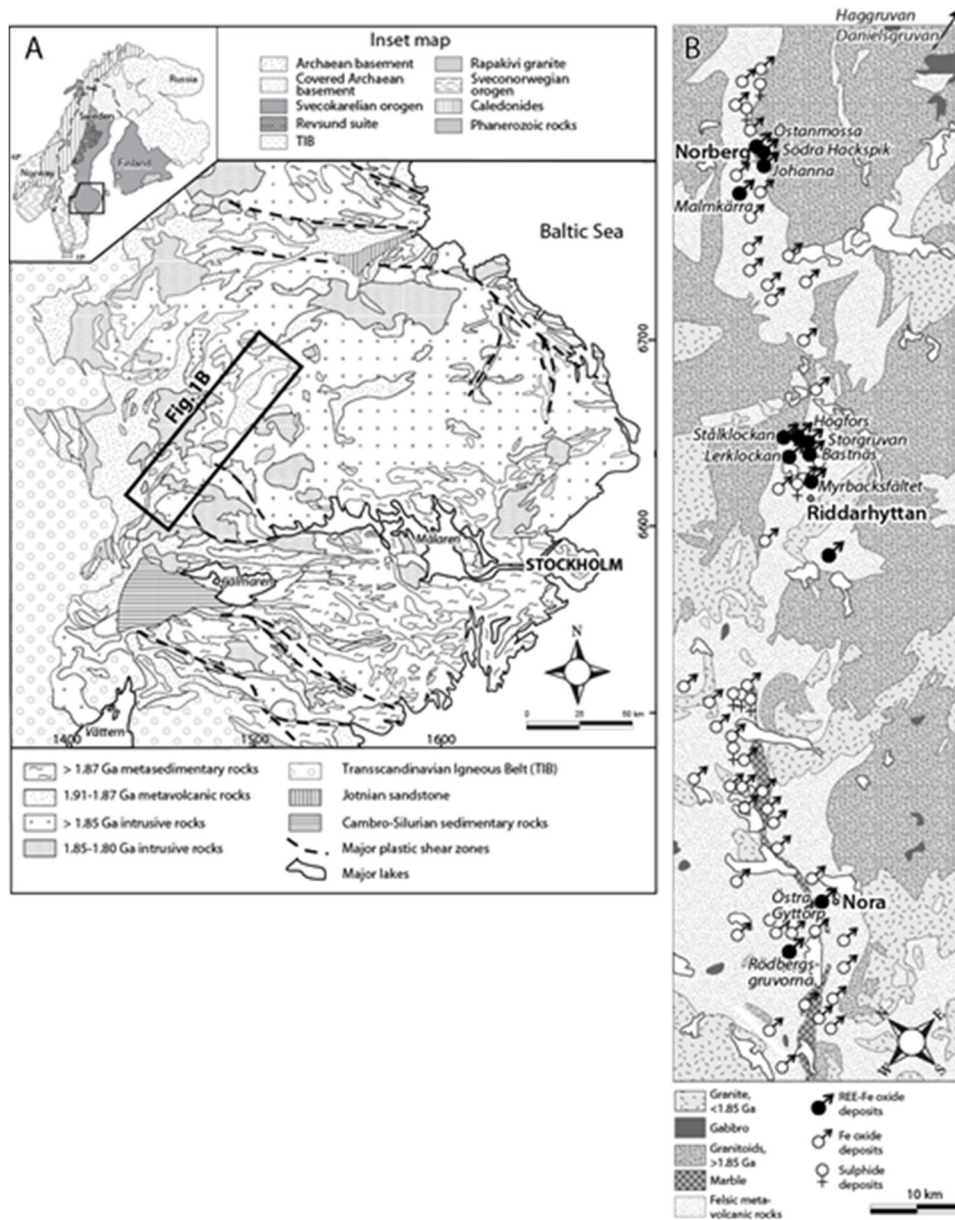 A
Inset map
Archaean basement
Covered Archaean
basement
Svecokarelian orogen
Revsund suite
TIB
Rapakivi granite
Sveconorwegian
orogen
Caledonides
Phanerozoic rocks
Russia
Sweden
Norway
Finland
Baltic Sea
Fig. 1B
6700
6600
Mälaren
STOCKHOLM
Hjälmaren
N
0 25 50 km
Vättern
1400
1500
1600
> 1.87 Ga metasedimentary rocks
1.91-1.87 Ga metavolcanic rocks
> 1.85 Ga intrusive rocks
1.85-1.80 Ga intrusive rocks
Transscandinavian Igneous Belt (TIB)
Jotnian sandstone
Cambro-Silurian sedimentary rocks
Major plastic shear zones
Major lakes
B
Haggruvan
Danielsgruvan
Östanmossa
Norberg
Södra Hackspik
Johanna
Malmkärra
Högfors
Stålklockan
Storgruvan
Lerklockan
Bastnäs
Myrbacksfältet
Riddarhyttan
Östra
Gyttorp
Nora
Rödbergs-
gruvorna
N E
W S
Granite,
<1.85 Ga
Gabbro
Granitoids,
>1.85 Ga
Marble
Felsic meta-
volcanic rocks
REE-Fe oxide
deposits
Fe oxide
deposits
Sulphide
deposits
10 km